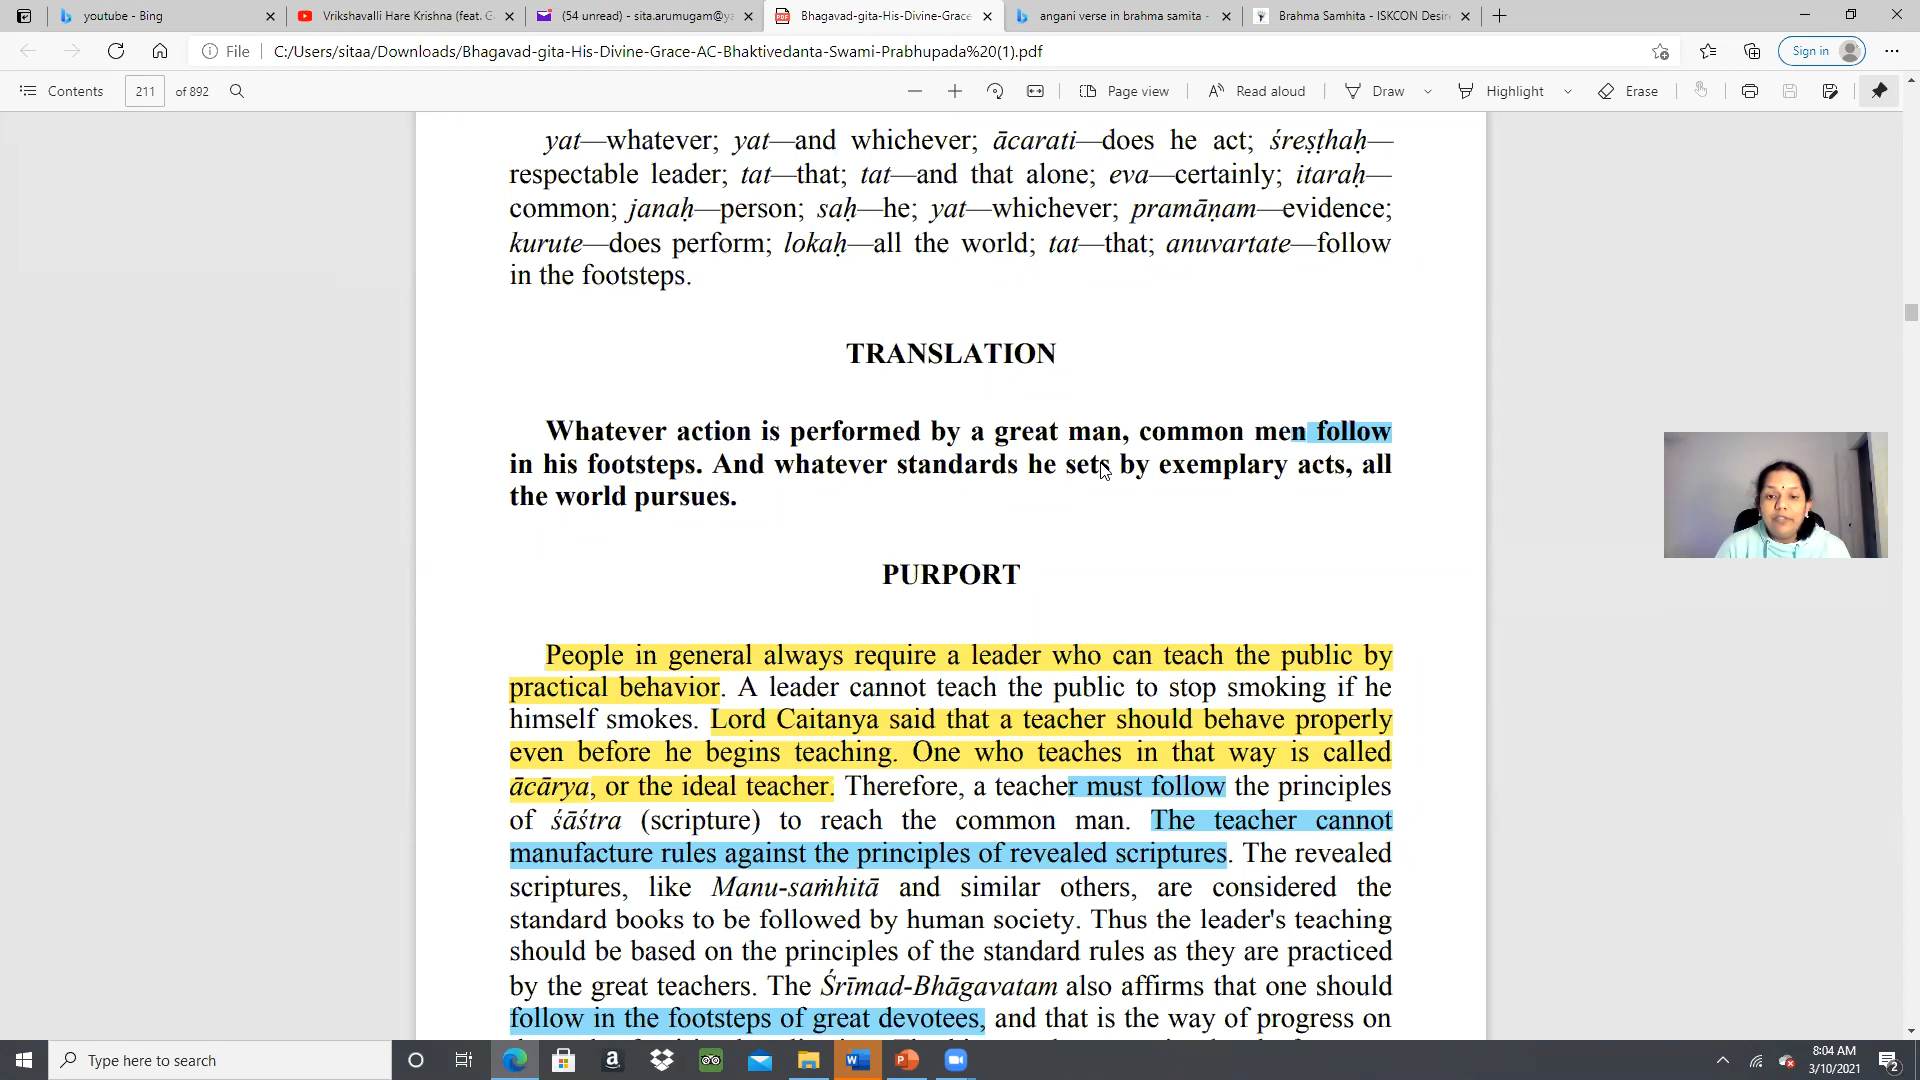 youtube - Bing
Vrikshavalli Hare Krishna (feat. G
(54 unread) - sita.arumugam@ya
Bhagavad-gita-His-Divine-Grace
angani verse in brahma samita -
Brahma Samhita - ISKCON Desire
File C:/Users/sitaa/Downloads/Bhagavad-gita-His-Divine-Grace-AC-Bhaktivedanta-Swami-Prabhupada%20(1).pdf Sign in
Contents 211 of 892 Page view Read aloud Draw Highlight Erase
yat—whatever; yat—and whichever; ācarati—does he act; śreṣṭhaḥ—
respectable leader; tat—that; tat—and that alone; eva—certainly; itaraḥ—
common; janaḥ—person; saḥ—he; yat—whichever; pramāṇam—evidence;
kurute—does perform; lokaḥ—all the world; tat—that; anuvartate—follow
in the footsteps.
TRANSLATION
Whatever action is performed by a great man, common men follow
in his footsteps. And whatever standards he sets by exemplary acts, all
the world pursues.
PURPORT
People in general always require a leader who can teach the public by
practical behavior. A leader cannot teach the public to stop smoking if he
himself smokes. Lord Caitanya said that a teacher should behave properly
even before he begins teaching. One who teaches in that way is called
ācārya, or the ideal teacher. Therefore, a teacher must follow the principles
of śāstra (scripture) to reach the common man. The teacher cannot
manufacture rules against the principles of revealed scriptures. The revealed
scriptures, like Manu-saṁhitā and similar others, are considered the
standard books to be followed by human society. Thus the leader's teaching
should be based on the principles of the standard rules as they are practiced
by the great teachers. The Śrīmad-Bhāgavatam also affirms that one should
follow in the footsteps of great devotees, and that is the way of progress on
Type here to search
8:04 AM
3/10/2021
2